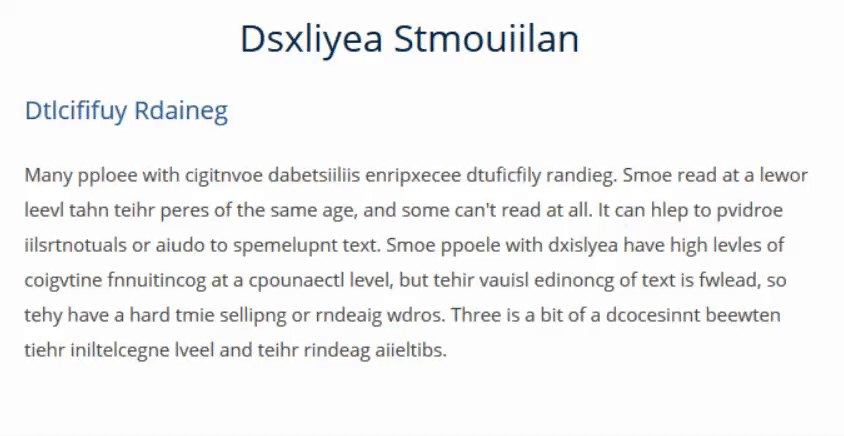 Dsxliyea Stmouiilan
Dtlcififuy Rdaineg
Many pploee with cigitnvoe dabetsiiliis enripxecee dtuficfily randieg. Smoe read at a lewor
leevl tahn teihr peres of the same age, and some can't read at all. It can hlep to pvidroe
iilsrtnotuals or aiudo to spemelupnt text. Smoe ppoele with dxislyea have high levles of
coigvtine fnnuitincog at a cpounaectl level, but tehir vauisl edinoncg of text is fwlead, so
tehy have a hard tmie sellipng or rndeaig wdros. Three is a bit of a dcocesinnt beewten
tiehr iniltelcegne lveel and teihr rindeag aiieltibs.